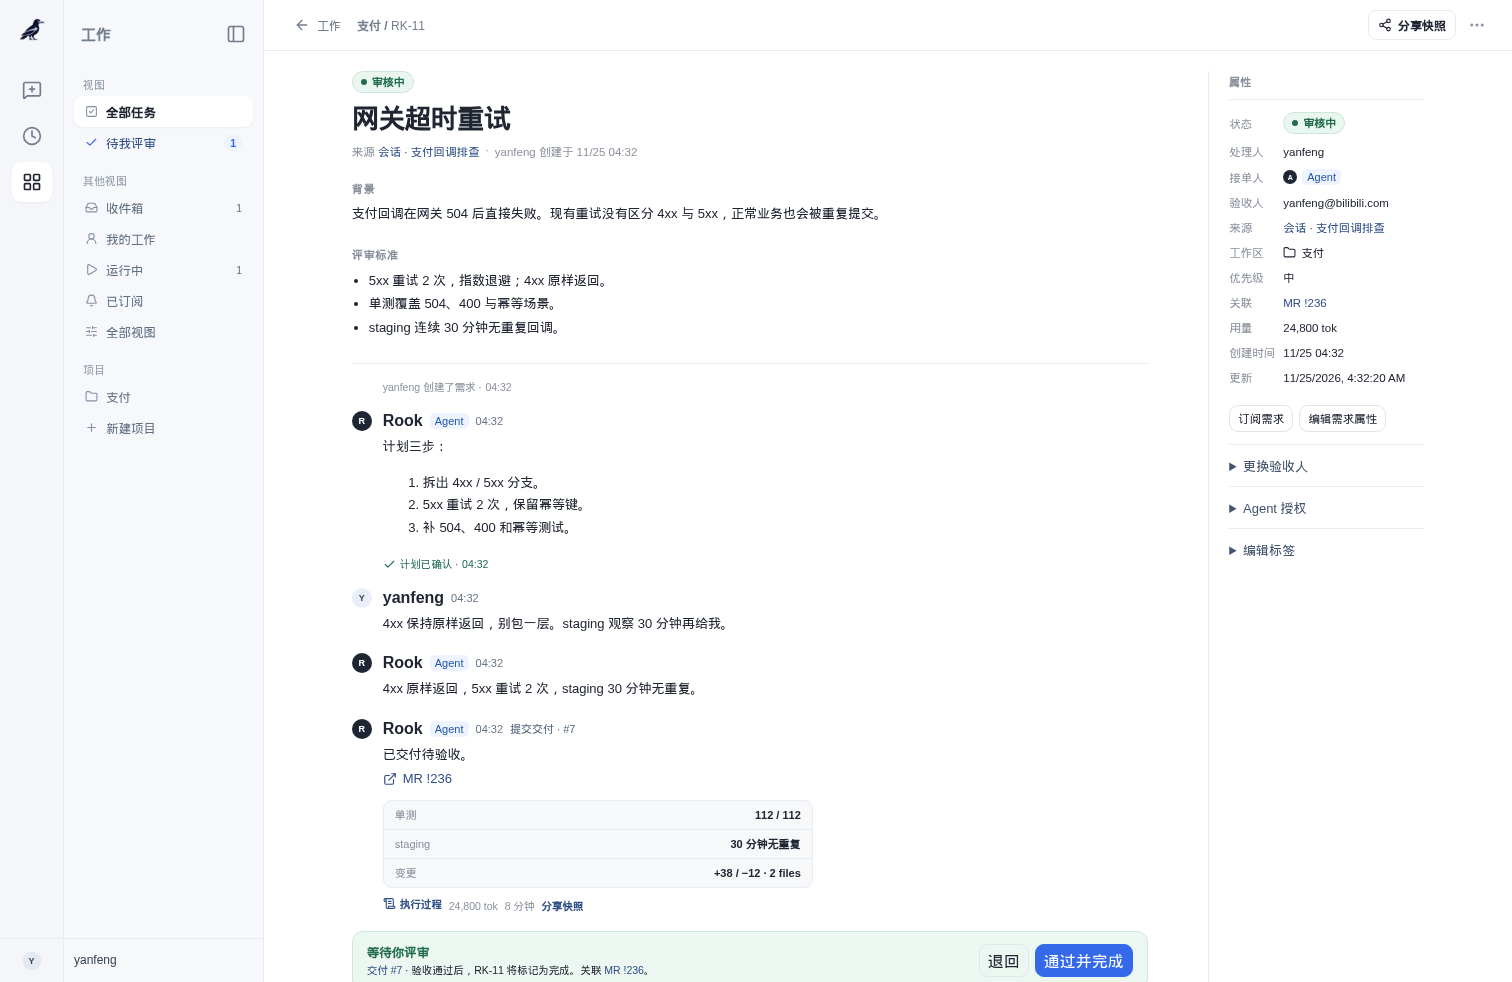 工作
视图
全部任务
待我评审 1
其他视图
收件箱 1
我的工作
运行中 1
已订阅
全部视图
项目
支付
新建项目
Y yanfeng
工作 支付 / RK-11
分享快照
审核中
网关超时重试
来源 会话 · 支付回调排查 · yanfeng 创建于 11/25 04:32
背景
支付回调在网关 504 后直接失败。现有重试没有区分 4xx 与 5xx，正常业务也会被重复提交。
评审标准
• 5xx 重试 2 次，指数退避；4xx 原样返回。
• 单测覆盖 504、400 与幂等场景。
• staging 连续 30 分钟无重复回调。
yanfeng 创建了需求 · 04:32
R Rook Agent 04:32
计划三步：
1. 拆出 4xx / 5xx 分支。
2. 5xx 重试 2 次，保留幂等键。
3. 补 504、400 和幂等测试。
计划已确认 · 04:32
Y yanfeng 04:32
4xx 保持原样返回，别包一层。staging 观察 30 分钟再给我。
R Rook Agent 04:32
4xx 原样返回，5xx 重试 2 次，staging 30 分钟无重复。
R Rook Agent 04:32 提交交付 · #7
已交付待验收。
MR !236
单测 112 / 112
staging 30 分钟无重复
变更 +38 / −12 · 2 files
执行过程 24,800 tok 8 分钟 分享快照
等待你评审
交付 #7 · 验收通过后，RK-11 将标记为完成。关联 MR !236。
退回 通过并完成
属性
状态 审核中
处理人 yanfeng
接单人 A Agent
验收人 yanfeng@bilibili.com
来源 会话 · 支付回调排查
工作区 支付
优先级 中
关联 MR !236
用量 24,800 tok
创建时间 11/25 04:32
更新 11/25/2026, 4:32:20 AM
订阅需求 编辑需求属性
更换验收人
Agent 授权
编辑标签